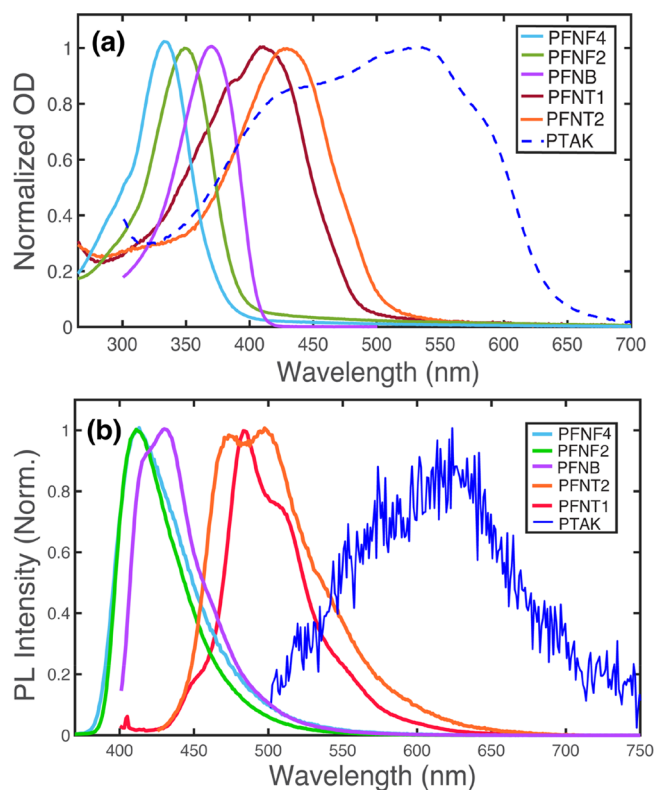 (a)
Normalized OD
1
0.8
0.6
0.4
0.2
0
PFNF4
PFNF2
PFNB
PFNT1
PFNT2
PTAK
300 350 400 450 500 550 600 650 700
Wavelength (nm)
(b)
PL Intensity (Norm.)
1
0.8
0.6
0.4
0.2
0
PFNF4
PFNF2
PFNB
PFNT2
PFNT1
PTAK
400 450 500 550 600 650 700 750
Wavelength (nm)